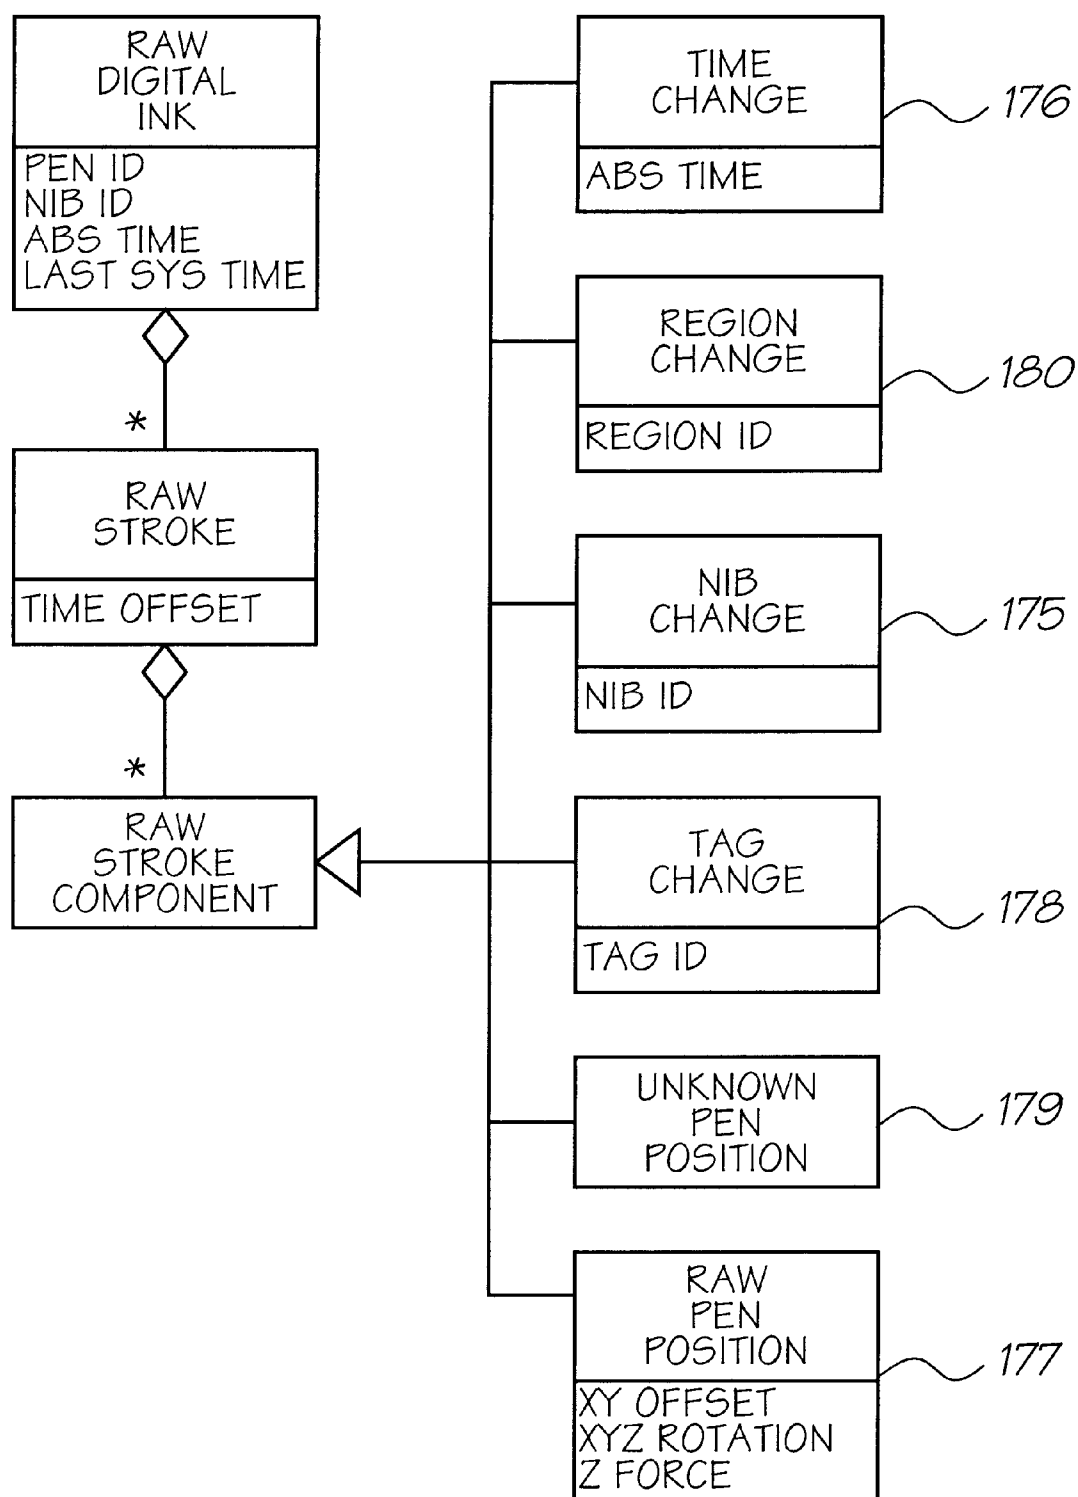 RAW
DIGITAL
INK
PEN ID
NIB ID
ABS TIME
LAST SYS TIME
*
RAW
STROKE
TIME OFFSET
*
RAW
STROKE
COMPONENT
TIME
CHANGE
ABS TIME
176
REGION
CHANGE
REGION ID
180
NIB
CHANGE
NIB ID
175
TAG
CHANGE
TAG ID
178
UNKNOWN
PEN
POSITION
179
RAW
PEN
POSITION
XY OFFSET
XYZ ROTATION
Z FORCE
177